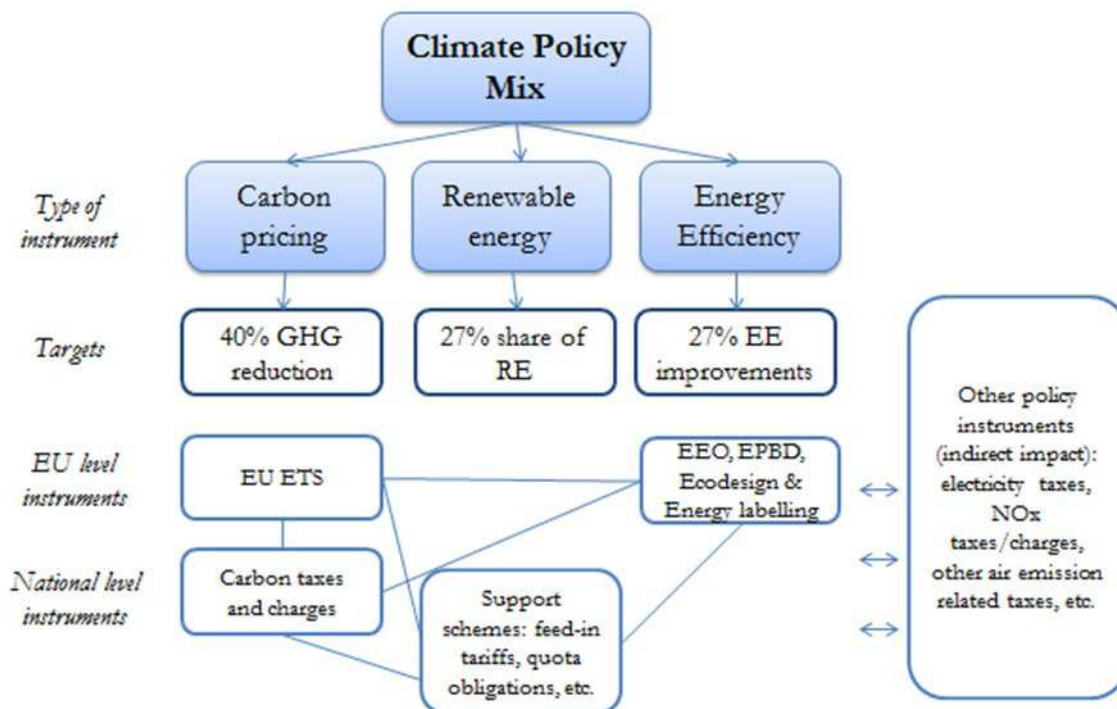 Climate Policy
Mix
Type of
instrument
Carbon
pricing
Renewable
energy
Energy
Efficiency
Targets
40% GHG
reduction
27% share of
RE
27% EE
improvements
EU level
instruments
EU ETS
EEO, EPBD,
Ecodesign &
Energy labelling
National level
instruments
Carbon taxes
and charges
Support
schemes: feed-in
tariffs, quota
obligations, etc.
Other policy
instruments
(indirect impact):
electricity taxes,
NOx
taxes/charges,
other air emission
related taxes, etc.